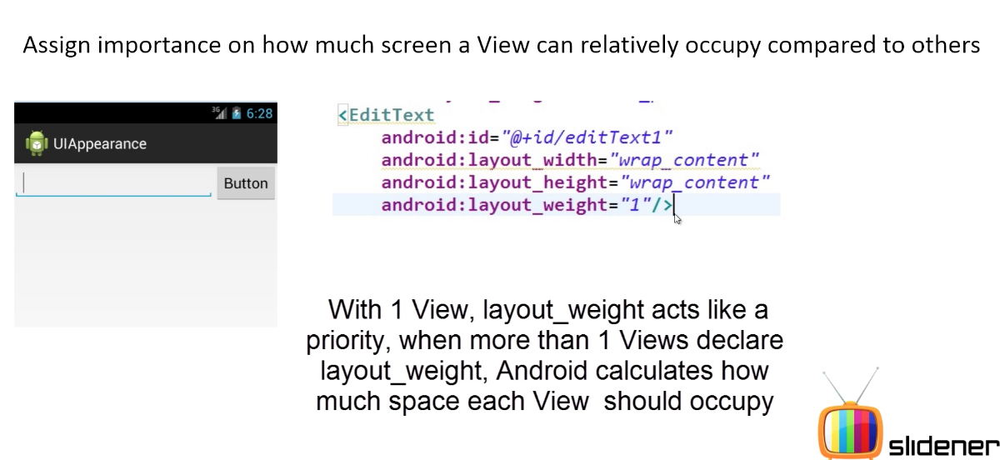 Assign importance on how much screen a View can relatively occupy compared to others
3G 6:28
UIAppearance
Button
<EditText
android:id="@+id/editText1"
android:layout_width="wrap_content"
android:layout_height="wrap_content"
android:layout_weight="1"/>
With 1 View, layout_weight acts like a
priority, when more than 1 Views declare
layout_weight, Android calculates how
much space each View should occupy
slidener